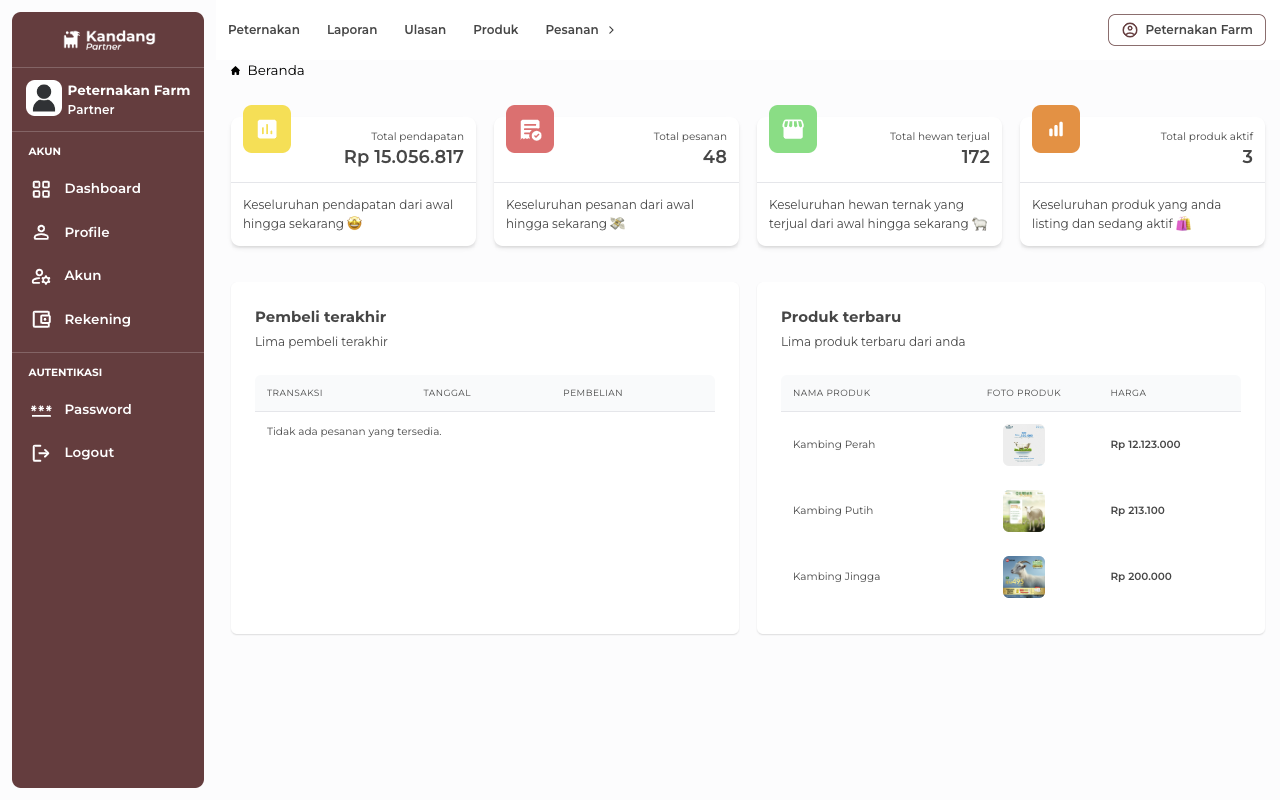 Kandang
Partner
Peternakan Farm
Partner
AKUN
Dashboard
Profile
Akun
Rekening
AUTENTIKASI
Password
Logout
Peternakan
Laporan
Ulasan
Produk
Pesanan
Peternakan Farm
Beranda
Total pendapatan
Rp 15.056.817
Keseluruhan pendapatan dari awal
hingga sekarang 🤩
Total pesanan
48
Keseluruhan pesanan dari awal
hingga sekarang 💸
Total hewan terjual
172
Keseluruhan hewan ternak yang
terjual dari awal hingga sekarang 🐑
Total produk aktif
3
Keseluruhan produk yang anda
listing dan sedang aktif 🛍️
Pembeli terakhir
Lima pembeli terakhir
TRANSAKSI TANGGAL PEMBELIAN
Tidak ada pesanan yang tersedia.
Produk terbaru
Lima produk terbaru dari anda
NAMA PRODUK FOTO PRODUK HARGA
Kambing Perah Rp 12.123.000
Kambing Putih Rp 213.100
Kambing Jingga Rp 200.000